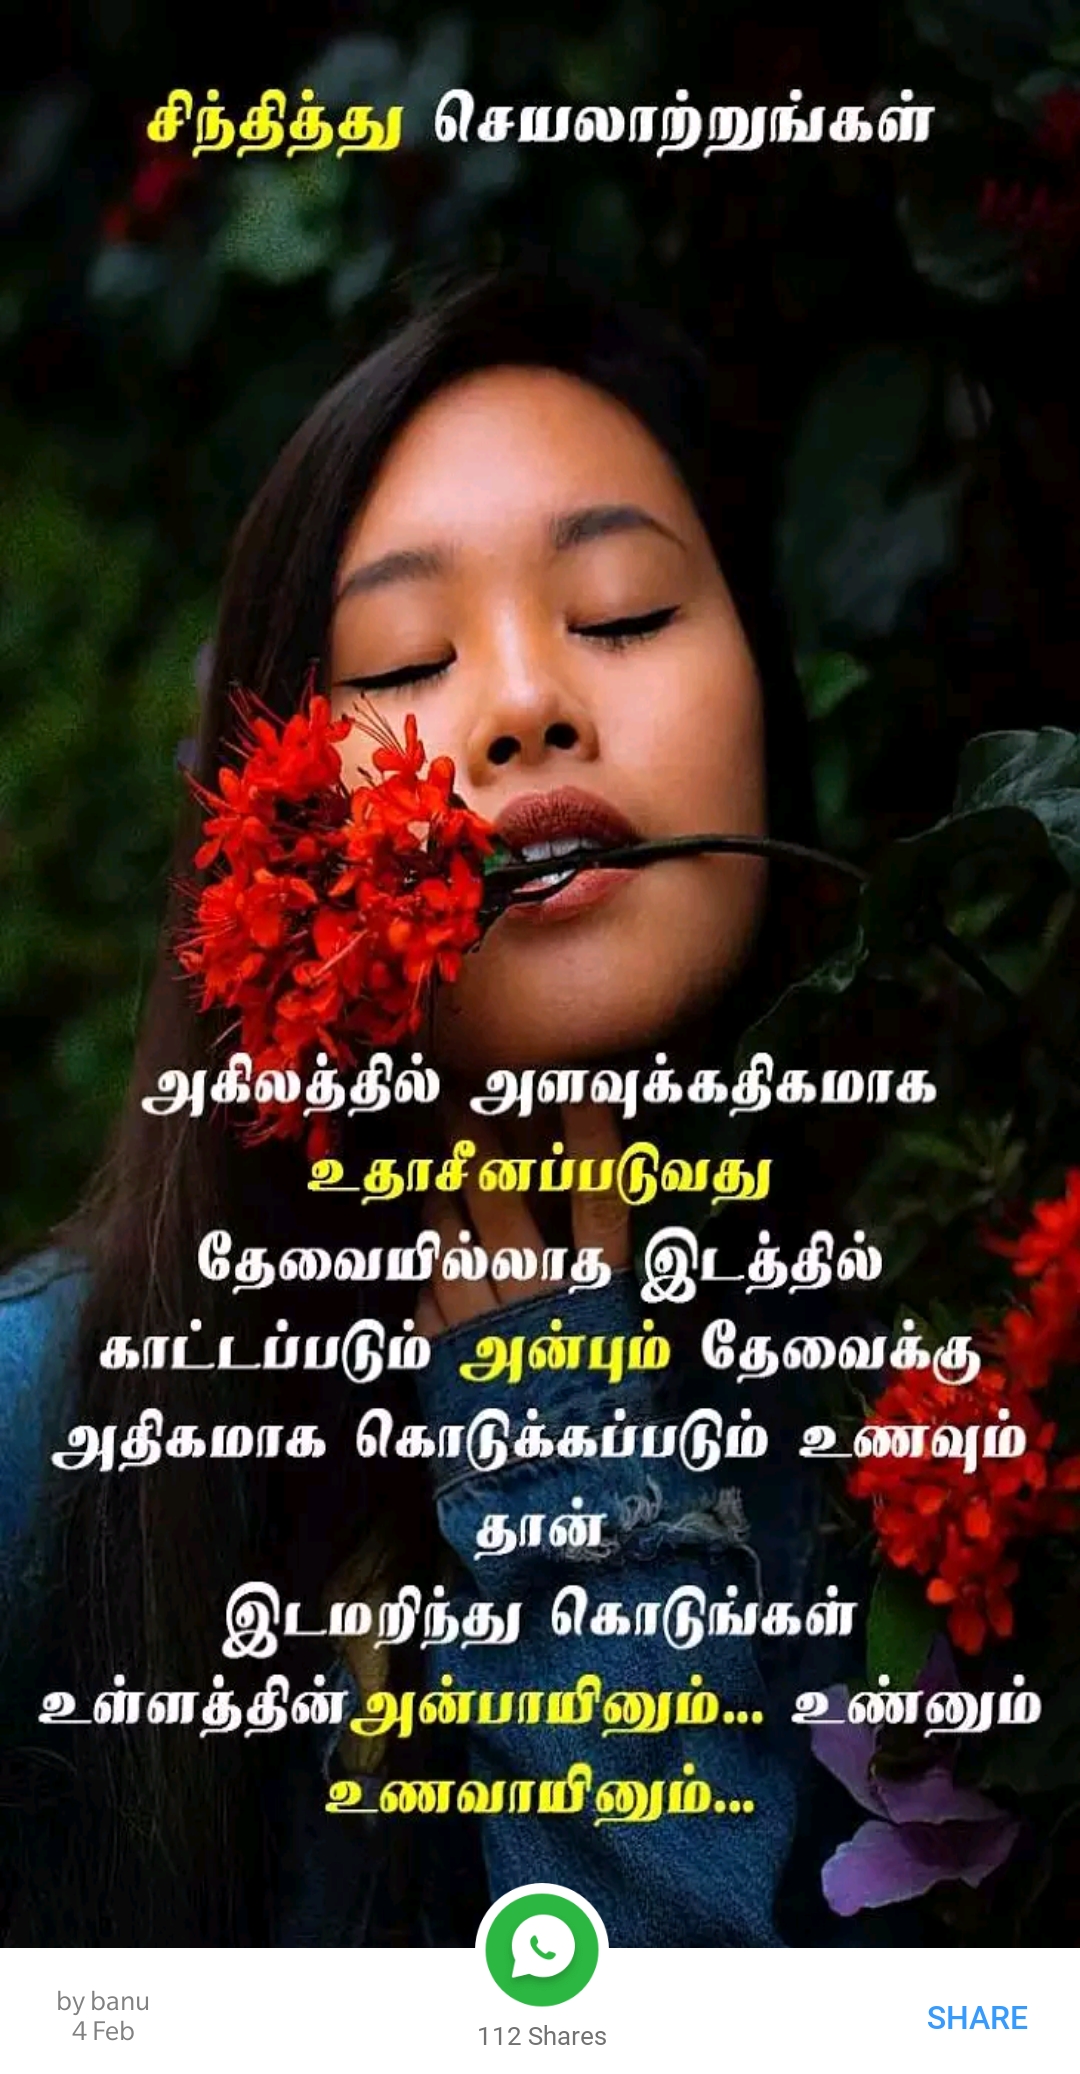 சிந்தித்து செயலாற்றுங்கள்
அகிலத்தில் அளவுக்கதிகமாக
உதாசீனப்படுவது
தேவையில்லாத இடத்தில்
காட்டப்படும் அன்பும் தேவைக்கு
அதிகமாக கொடுக்கப்படும் உணவும்
தான்
இடமறிந்து கொடுங்கள்
உள்ளத்தின் அன்பாயினும்... உண்னும்
உணவாயினும்...
by banu
4 Feb
112 Shares
SHARE